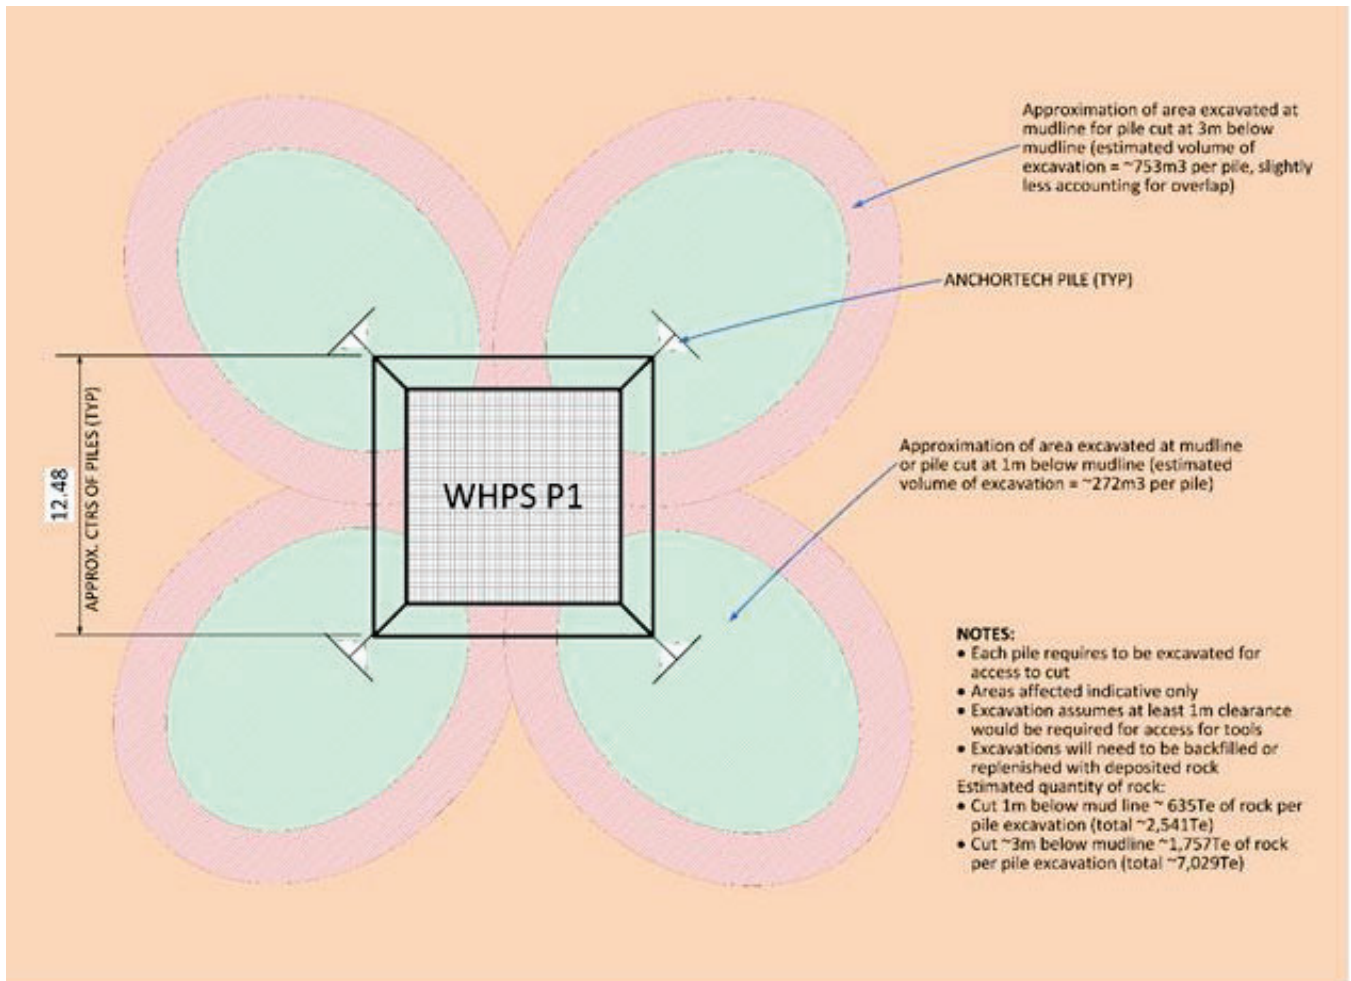 Approximation of area excavated at
mudline for pile cut at 3m below
mudline (estimated volume of
excavation = ~753m3 per pile, slightly
less accounting for overlap)
ANCHORTECH PILE (TYP)
12.48
APPROX. CTRS OF PILES (TYP)
WHPS P1
Approximation of area excavated at mudline
or pile cut at 1m below mudline (estimated
volume of excavation = ~272m3 per pile)
NOTES:
• Each pile requires to be excavated for
access to cut
• Areas affected indicative only
• Excavation assumes at least 1m clearance
would be required for access for tools
• Excavations will need to be backfilled or
replenished with deposited rock
Estimated quantity of rock:
• Cut 1m below mud line ~ 635Te of rock per
pile excavation (total ~2,541Te)
• Cut ~3m below mudline ~1,757Te of rock
per pile excavation (total ~7,029Te)